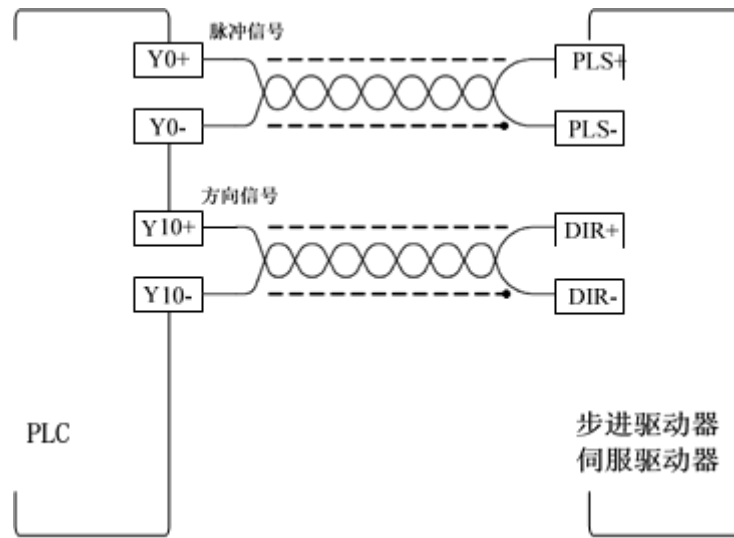 脉冲信号
Y0+
PLS+
Y0-
PLS-
方向信号
Y10+
DIR+
Y10-
DIR-
PLC
步进驱动器
伺服驱动器